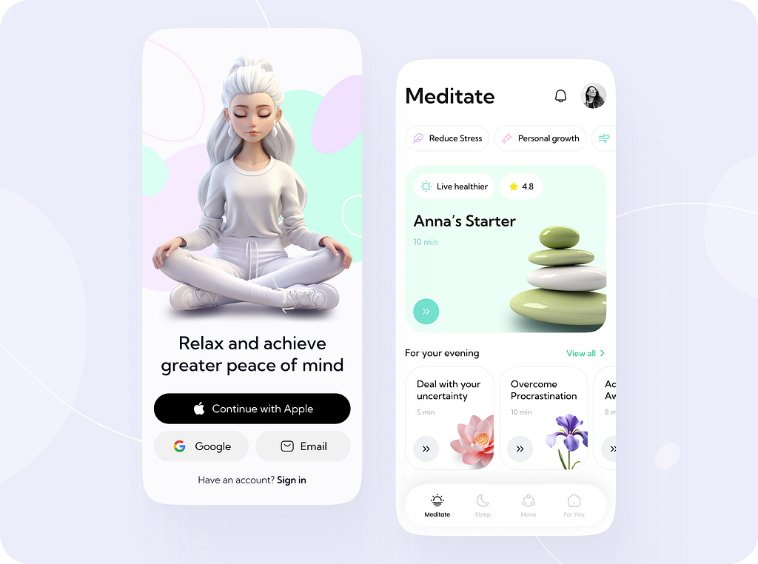 Relax and achieve
greater peace of mind
Continue with Apple
Google
Email
Have an account? Sign in
Meditate
Reduce Stress
Personal growth
Live healthier
4.8
Anna's Starter
10 min
For your evening
View all
Deal with your
uncertainty
5 min
Overcome
Procrastination
10 min
Ac
Aw
8 m
Meditate
Sleep
Move
For You